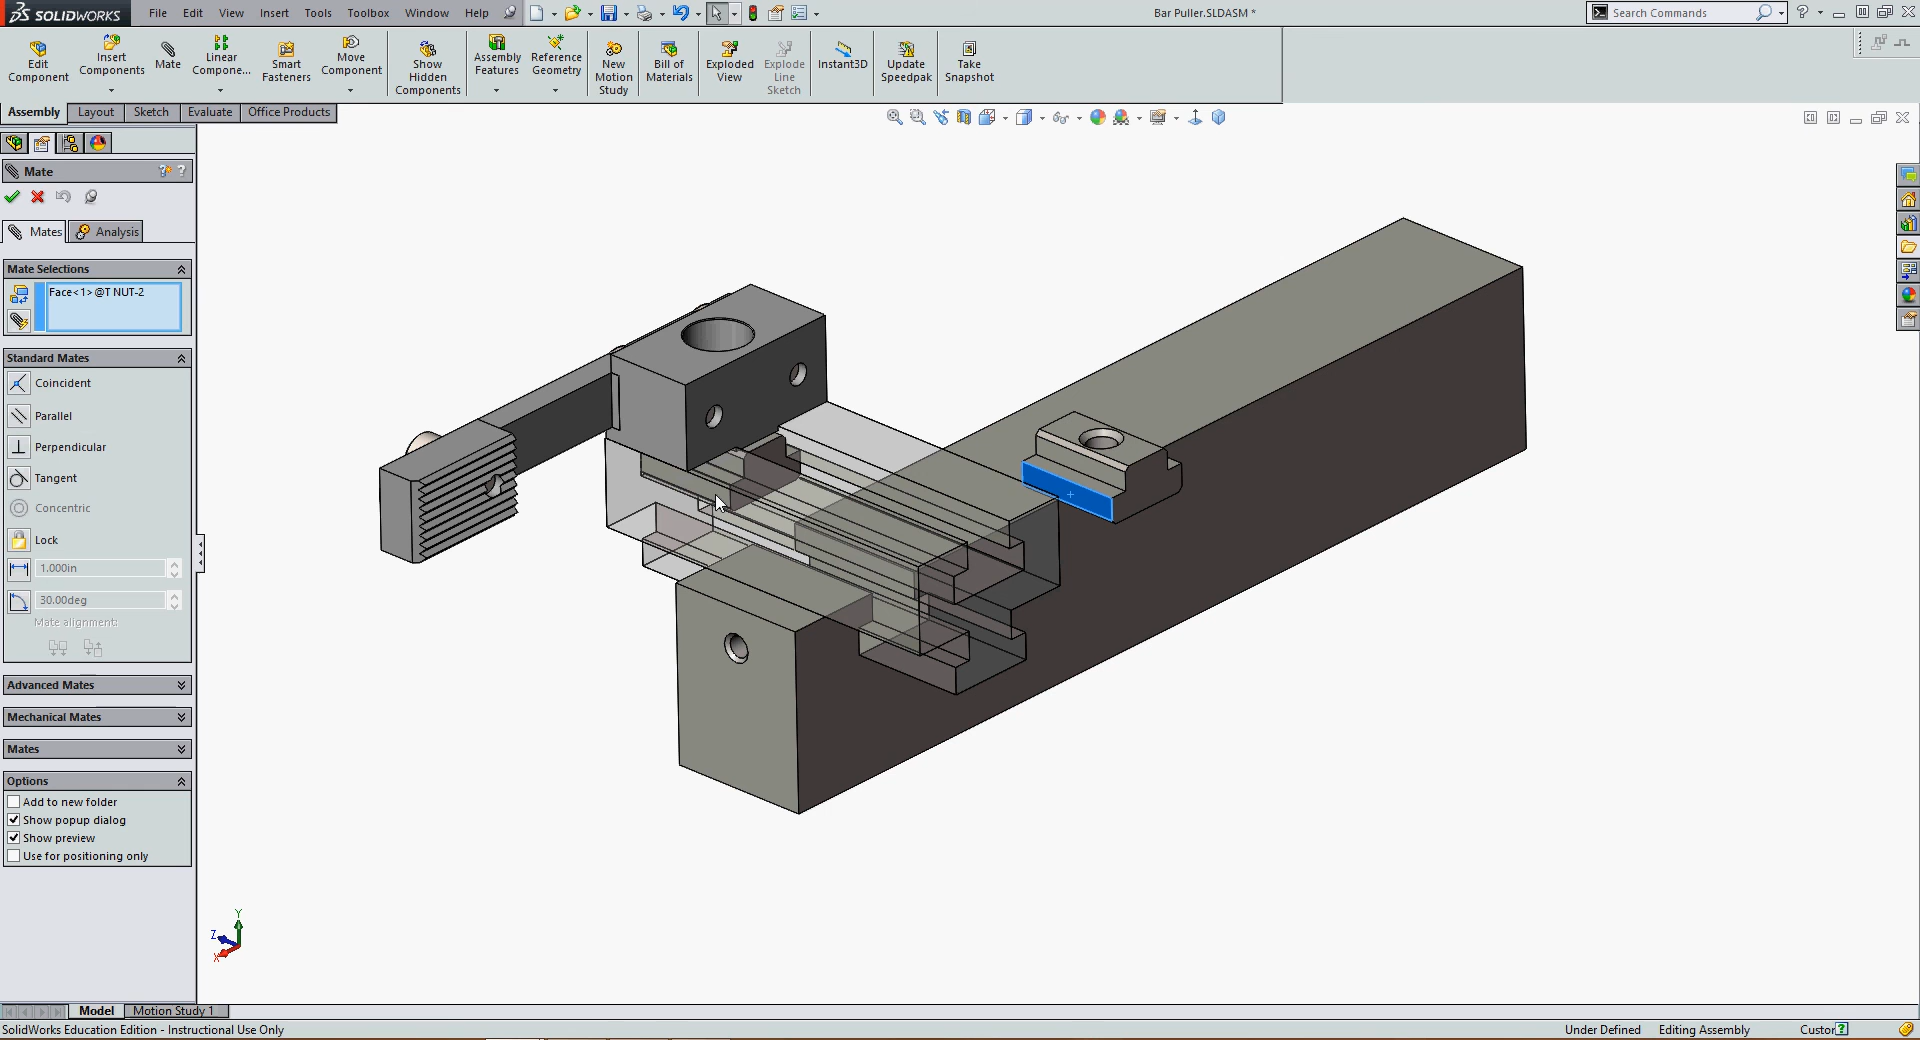 SOLIDWORKS File Edit View Insert Tools Toolbox Window Help Bar Puller.SLDASM * Search Commands
Edit Component
Insert Components
Mate
Linear Compone...
Smart Fasteners
Move Component
Show Hidden Components
Assembly Features
Reference Geometry
New Motion Study
Bill of Materials
Exploded View
Explode Line Sketch
Instant3D
Update Speedpak
Take Snapshot
Assembly Layout Sketch Evaluate Office Products
Mate
Mates Analysis
Mate Selections
Face<1>@T NUT-2
Standard Mates
Coincident
Parallel
Perpendicular
Tangent
Concentric
Lock
1.000in
30.00deg
Mate alignment:
Advanced Mates
Mechanical Mates
Mates
Options
Add to new folder
Show popup dialog
Show preview
Use for positioning only
Y
Z
X
Model Motion Study 1
SolidWorks Education Edition - Instructional Use Only Under Defined Editing Assembly Custor